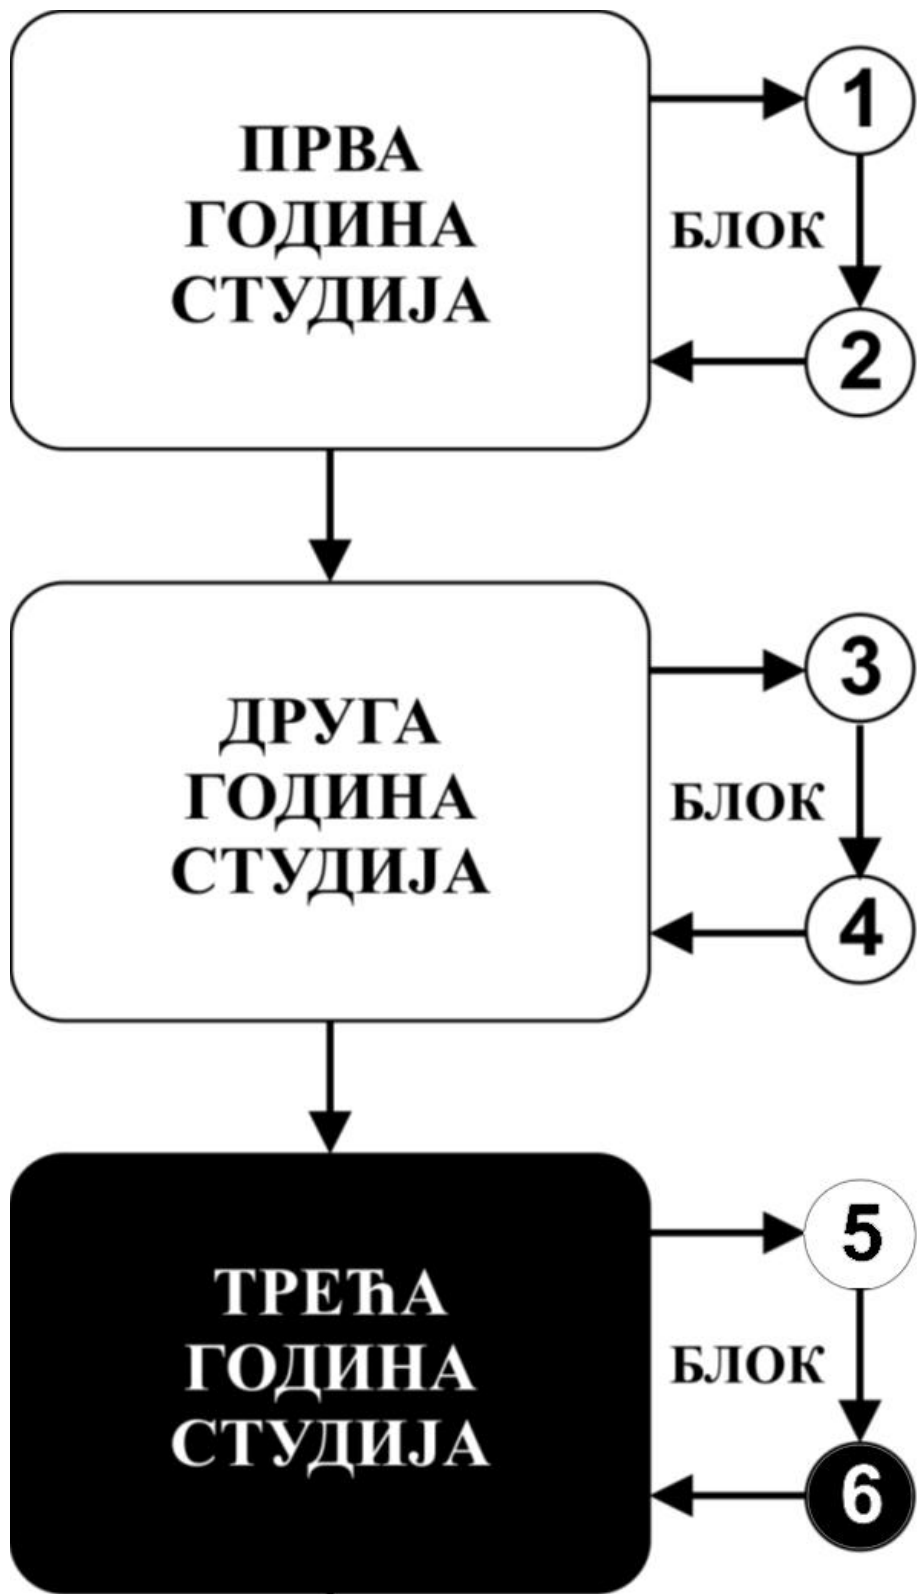 ПРВА
ГОДИНА
СТУДИЈА
1
БЛОК
2
ДРУГА
ГОДИНА
СТУДИЈА
3
БЛОК
4
ТРЕЋА
ГОДИНА
СТУДИЈА
5
БЛОК
6